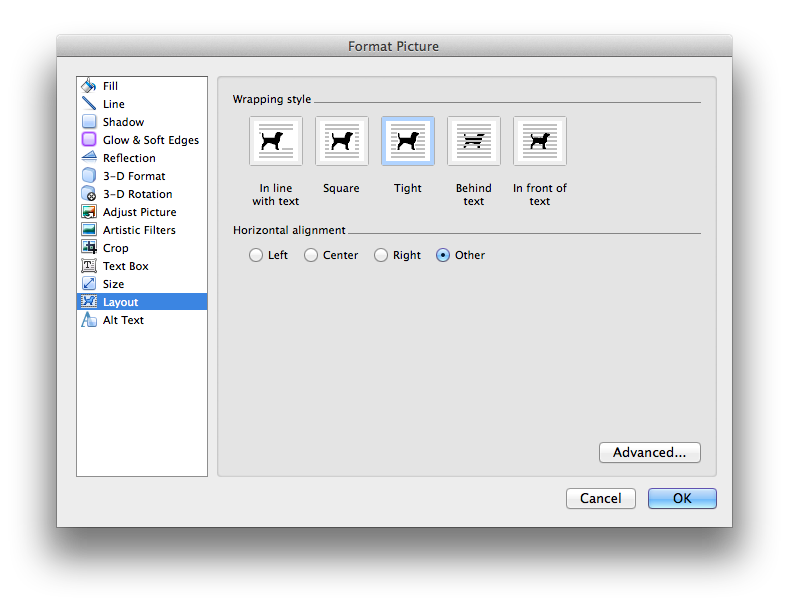 Format Picture
Fill
Line
Shadow
Glow & Soft Edges
Reflection
3-D Format
3-D Rotation
Adjust Picture
Artistic Filters
Crop
Text Box
Size
Layout
Alt Text
Wrapping style
In line with text
Square
Tight
Behind text
In front of text
Horizontal alignment
Left
Center
Right
Other
Advanced...
Cancel
OK